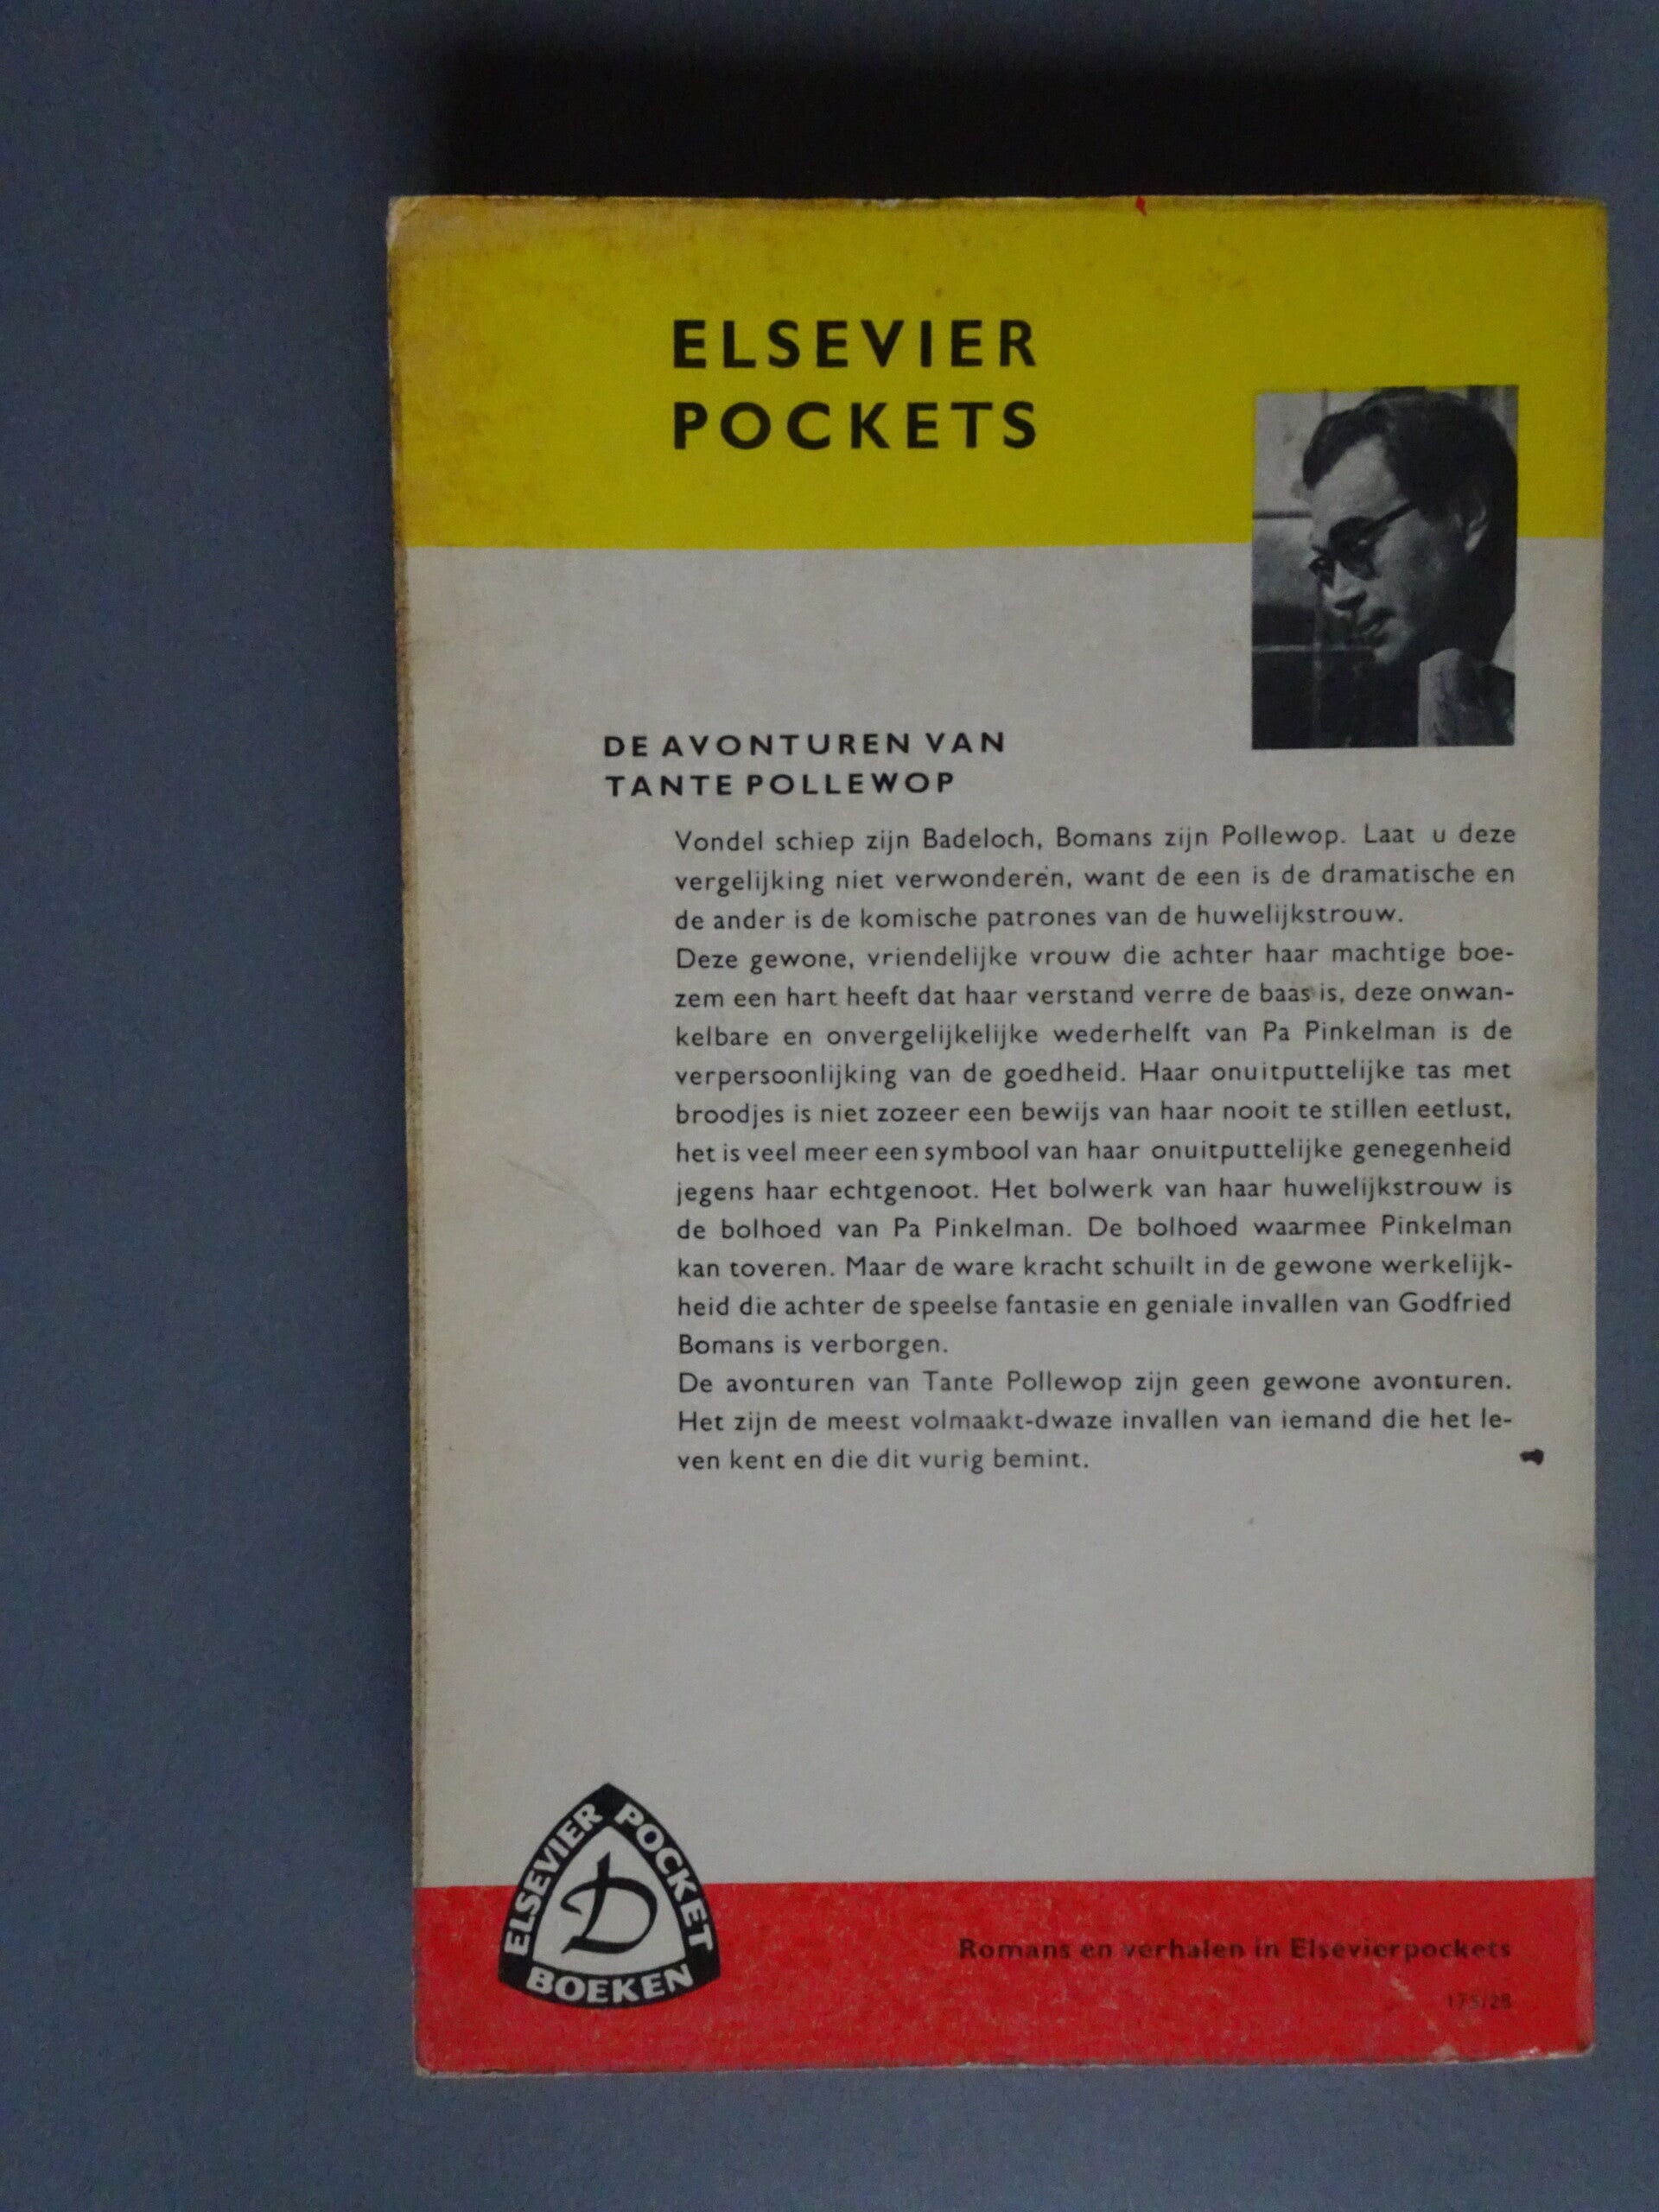 ELSEVIER
POCKETS
DE AVONTUREN VAN
TANTE POLLEWOP
Vondel schiep zijn Badeloch, Bomans zijn Pollewop. Laat u deze
vergelijking niet verwonderen, want de een is de dramatische en
de ander is de komische patrones van de huwelijkstrouw.
Deze gewone, vriendelijke vrouw die achter haar machtige boe-
zem een hart heeft dat haar verstand verre de baas is, deze onwan-
kelbare en onvergelijkelijke wederhelft van Pa Pinkelman is de
verpersoonlijking van de goedheid. Haar onuitputtelijke tas met
broodjes is niet zozeer een bewijs van haar nooit te stillen eetlust,
het is veel meer een symbool van haar onuitputtelijke genegenheid
jegens haar echtgenoot. Het bolwerk van haar huwelijkstrouw is
de bolhoed van Pa Pinkelman. De bolhoed waarmee Pinkelman
kan toveren. Maar de ware kracht schuilt in de gewone werkelijk-
heid die achter de speelse fantasie en geniale invallen van Godfried
Bomans is verborgen.
De avonturen van Tante Pollewop zijn geen gewone avonturen.
Het zijn de meest volmaakt-dwaze invallen van iemand die het le-
ven kent en die dit vurig bemint.
ELSEVIER POCKET
D
BOEKEN
Romans en verhalen in Elsevierpockets
175/28